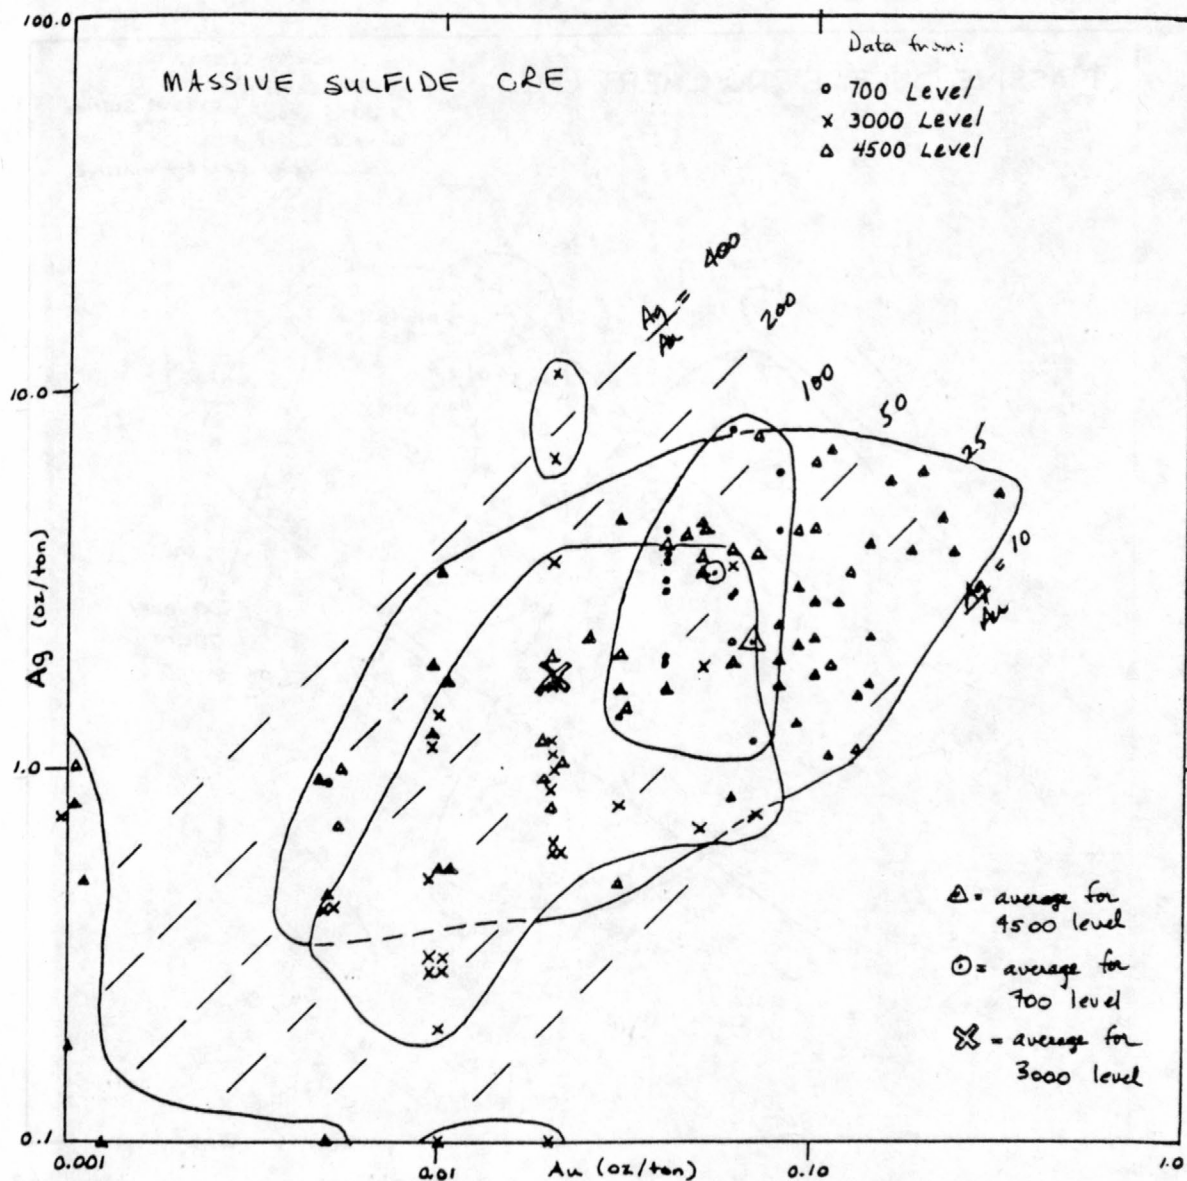 100.0
MASSIVE SULFIDE ORE
Data from:
700 Level
3000 Level
4500 Level
Ag/Au = 400
200
100
50
25
10
Ag/Au =
10.0
Ag (oz/ton)
1.0
= average for
4500 level
= average for
700 level
= average for
3000 level
0.1
0.001
0.01
Au (oz/ton)
0.10
1.0